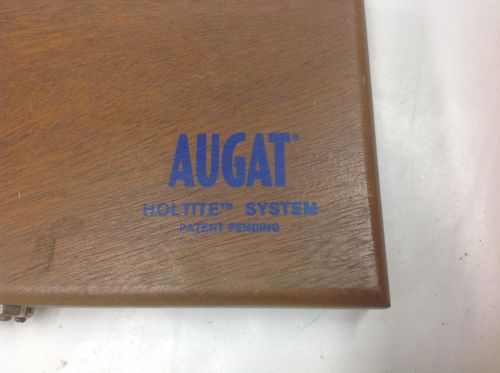 AUGAT®
HOLTITE™ SYSTEM
PATENT PENDING